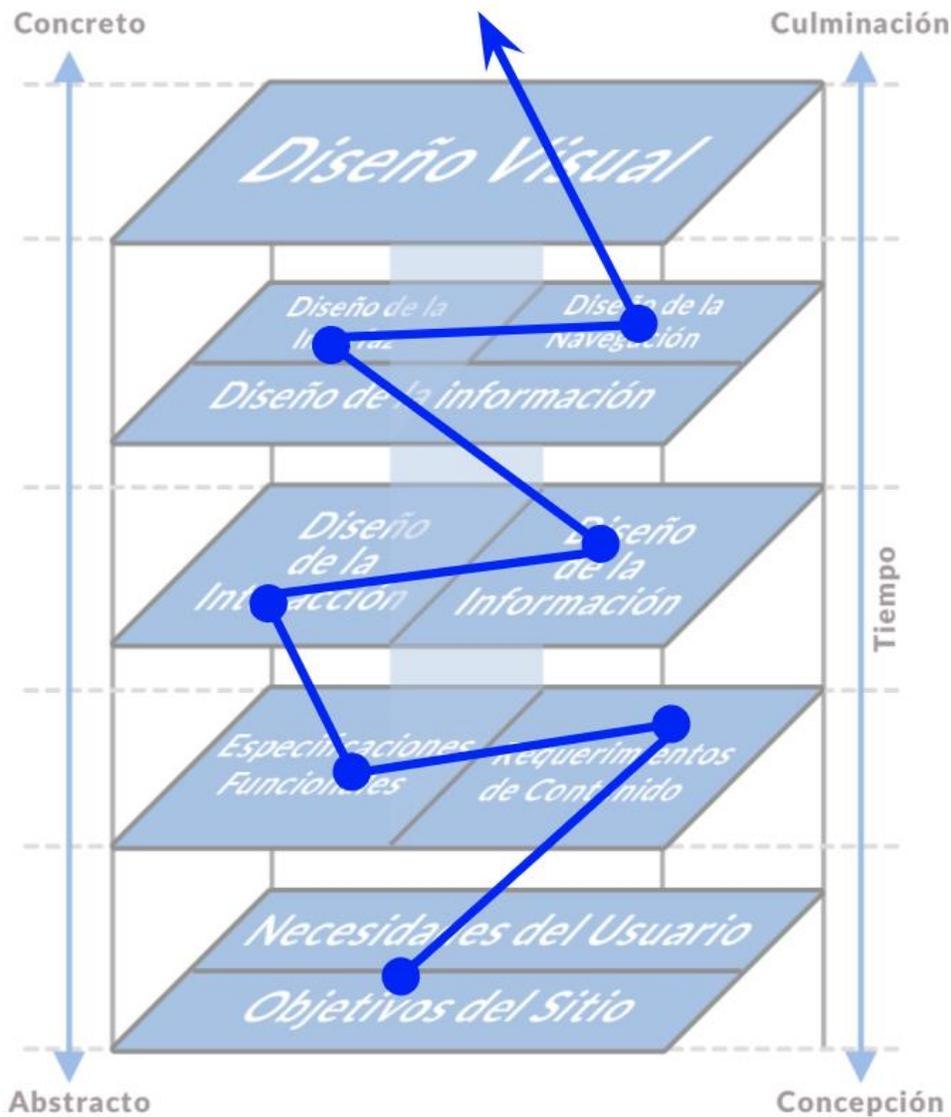 Concreto
Culminación
Diseño Visual
Diseño de la
Diseño de la
Navegación
Diseño de la información
Diseño
de la
Interacción
Diseño
de la
Información
Tiempo
Especificaciones
Funcionales
Requerimientos
de Contenido
Necesidades del Usuario
Objetivos del Sitio
Abstracto
Concepción